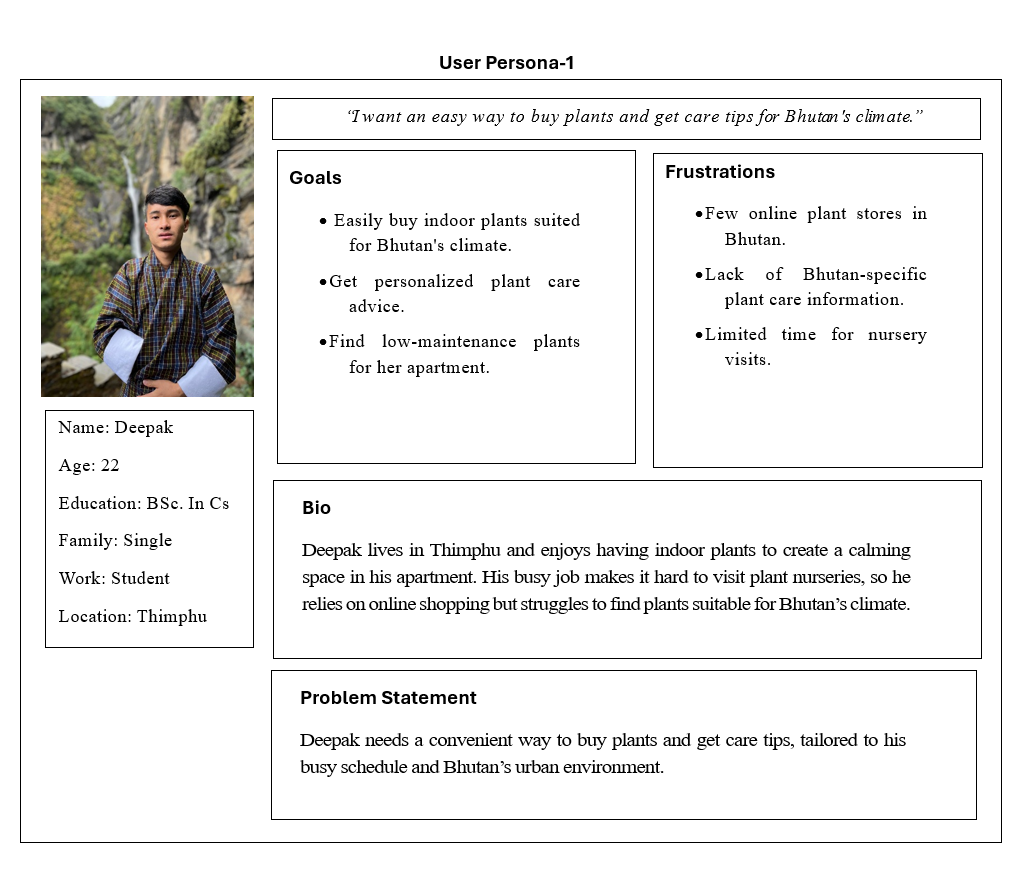 User Persona-1
“I want an easy way to buy plants and get care tips for Bhutan's climate.”
Goals
• Easily buy indoor plants suited
for Bhutan's climate.
•Get personalized plant care
advice.
•Find low-maintenance plants
for her apartment.
Frustrations
•Few online plant stores in
Bhutan.
•Lack of Bhutan-specific
plant care information.
•Limited time for nursery
visits.
Name: Deepak
Age: 22
Education: BSc. In Cs
Family: Single
Work: Student
Location: Thimphu
Bio
Deepak lives in Thimphu and enjoys having indoor plants to create a calming
space in his apartment. His busy job makes it hard to visit plant nurseries, so he
relies on online shopping but struggles to find plants suitable for Bhutan’s climate.
Problem Statement
Deepak needs a convenient way to buy plants and get care tips, tailored to his
busy schedule and Bhutan’s urban environment.